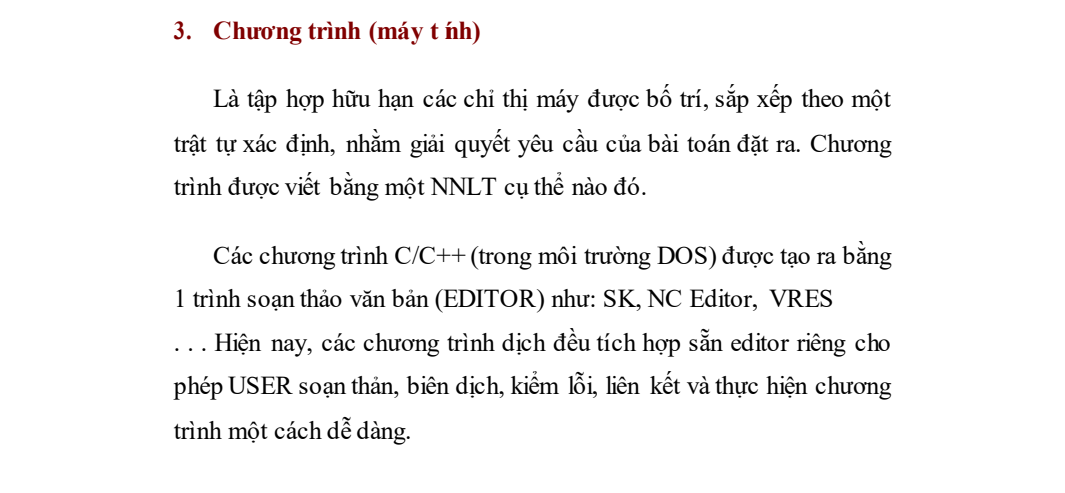 3. Chương trình (máy tính)
Là tập hợp hữu hạn các chỉ thị máy được bố trí, sắp xếp theo một
trật tự xác định, nhằm giải quyết yêu cầu của bài toán đặt ra. Chương
trình được viết bằng một NNLT cụ thể nào đó.
Các chương trình C/C++ (trong môi trường DOS) được tạo ra bằng
1 trình soạn thảo văn bản (EDITOR) như: SK, NC Editor, VRES
. . . Hiện nay, các chương trình dịch đều tích hợp sẵn editor riêng cho
phép USER soạn thản, biên dịch, kiểm lỗi, liên kết và thực hiện chương
trình một cách dễ dàng.